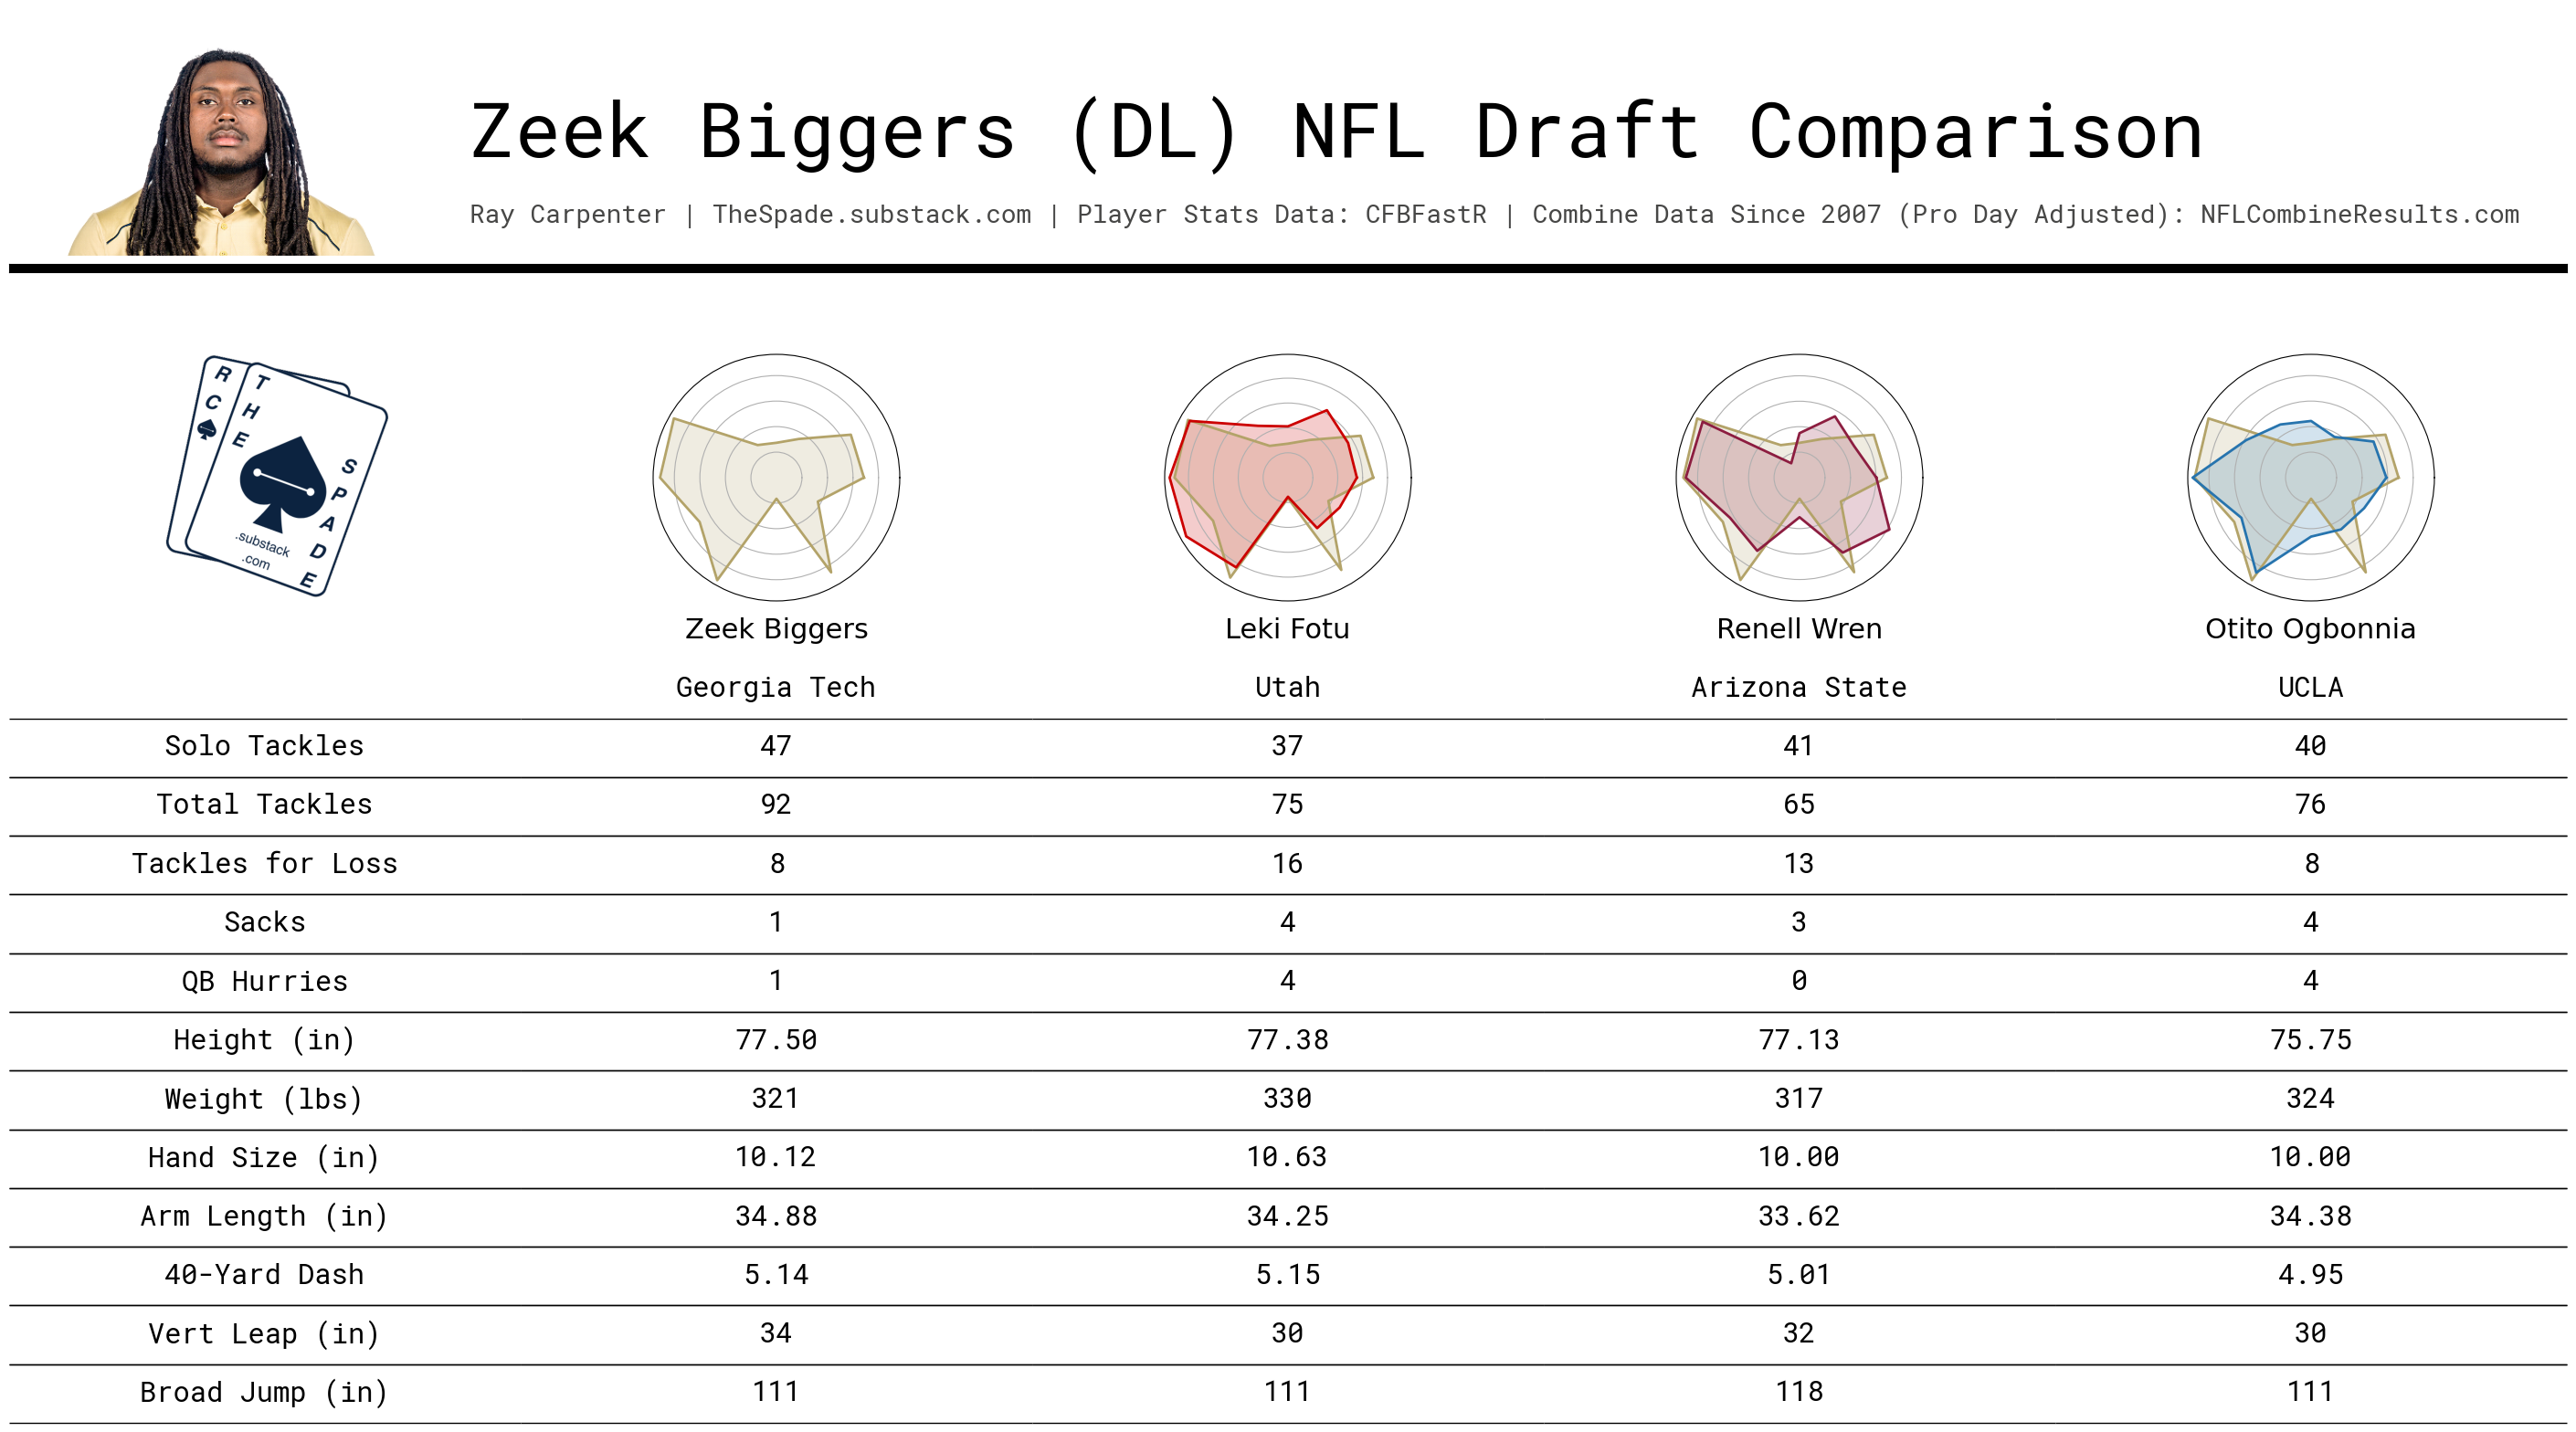 Zeek Biggers (DL) NFL Draft Comparison
Ray Carpenter | TheSpade.substack.com | Player Stats Data: CFBFastR | Combine Data Since 2007 (Pro Day Adjusted): NFLCombineResults.com
R C
T H E
S P A D E
.substack
.com
Zeek Biggers Leki Fotu Renell Wren Otito Ogbonnia
Georgia Tech Utah Arizona State UCLA
Solo Tackles 47 37 41 40
Total Tackles 92 75 65 76
Tackles for Loss 8 16 13 8
Sacks 1 4 3 4
QB Hurries 1 4 0 4
Height (in) 77.50 77.38 77.13 75.75
Weight (lbs) 321 330 317 324
Hand Size (in) 10.12 10.63 10.00 10.00
Arm Length (in) 34.88 34.25 33.62 34.38
40-Yard Dash 5.14 5.15 5.01 4.95
Vert Leap (in) 34 30 32 30
Broad Jump (in) 111 111 118 111